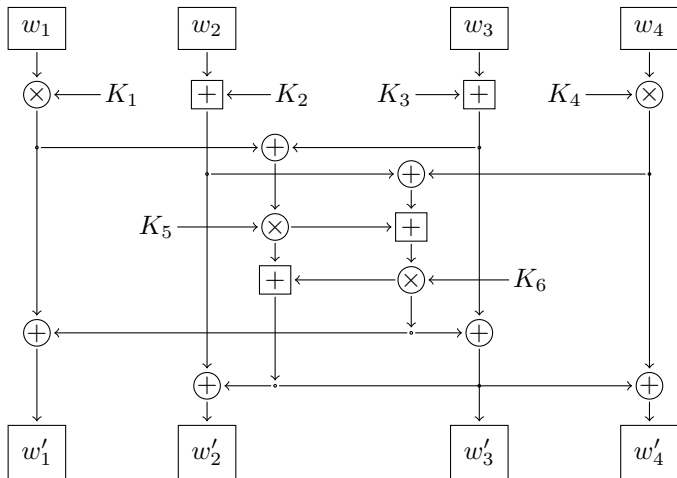 w₁ w₂ w₃ w₄
× K₁ + K₂ K₃ + K₄ ×
+
+
K₅ × +
+ × K₆
+ +
+ +
w′₁ w′₂ w′₃ w′₄